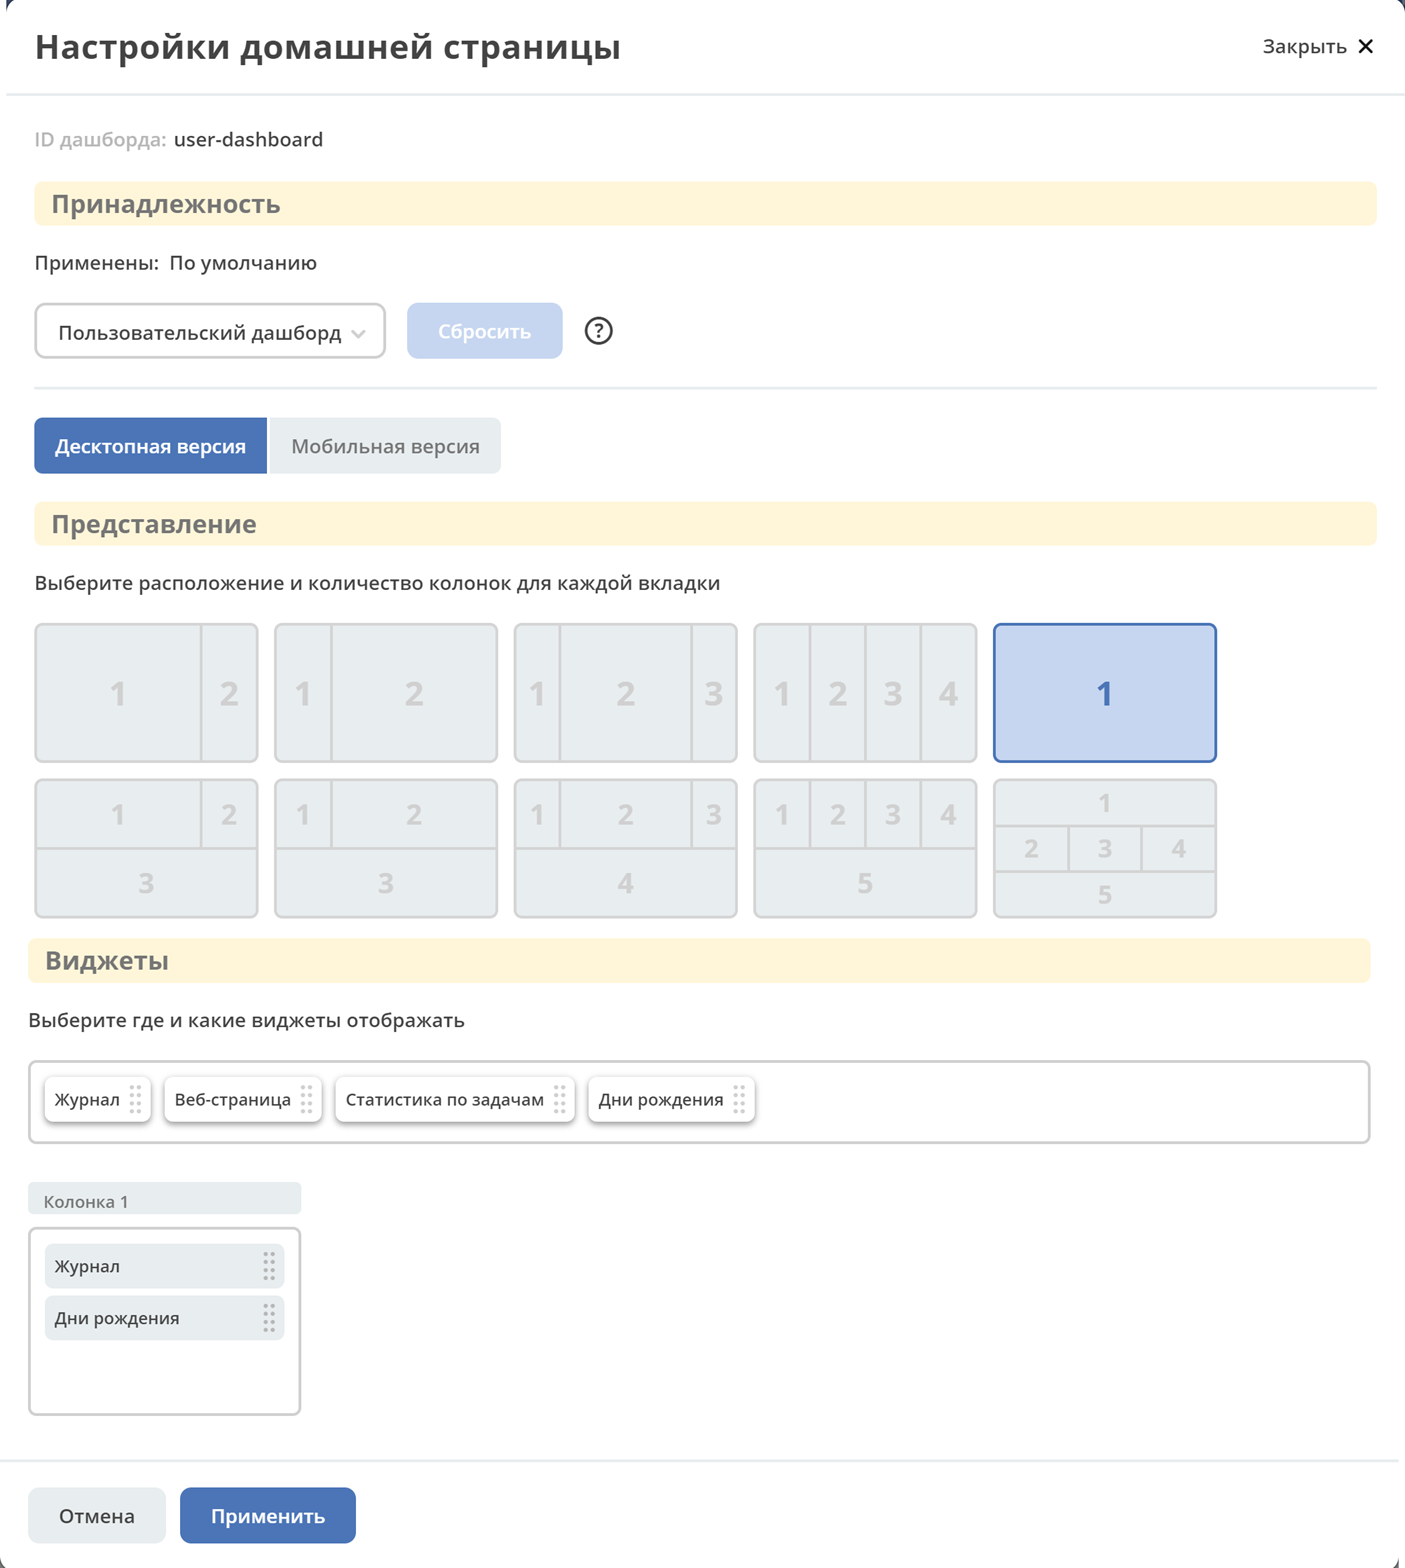 Настройки домашней страницы
Закрыть
ID дашборда: user-dashboard
Принадлежность
Применены: По умолчанию
Пользовательский дашборд
Сбросить
?
Десктопная версия
Мобильная версия
Представление
Выберите расположение и количество колонок для каждой вкладки
1 2
1 2
1 2 3
1 2 3 4
1
1 2
3
1 2
3
1 2 3
4
1 2 3 4
5
1
2 3 4
5
Виджеты
Выберите где и какие виджеты отображать
Журнал
Веб-страница
Статистика по задачам
Дни рождения
Колонка 1
Журнал
Дни рождения
Отмена
Применить